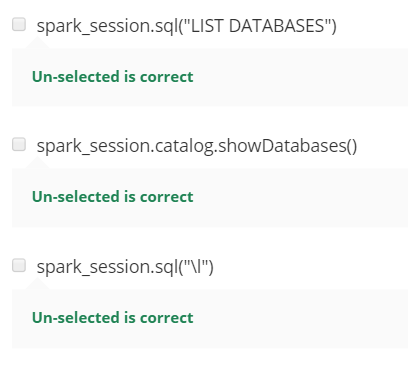 spark_session.sql("LIST DATABASES")
Un-selected is correct
spark_session.catalog.showDatabases()
Un-selected is correct
spark_session.sql("\l")
Un-selected is correct